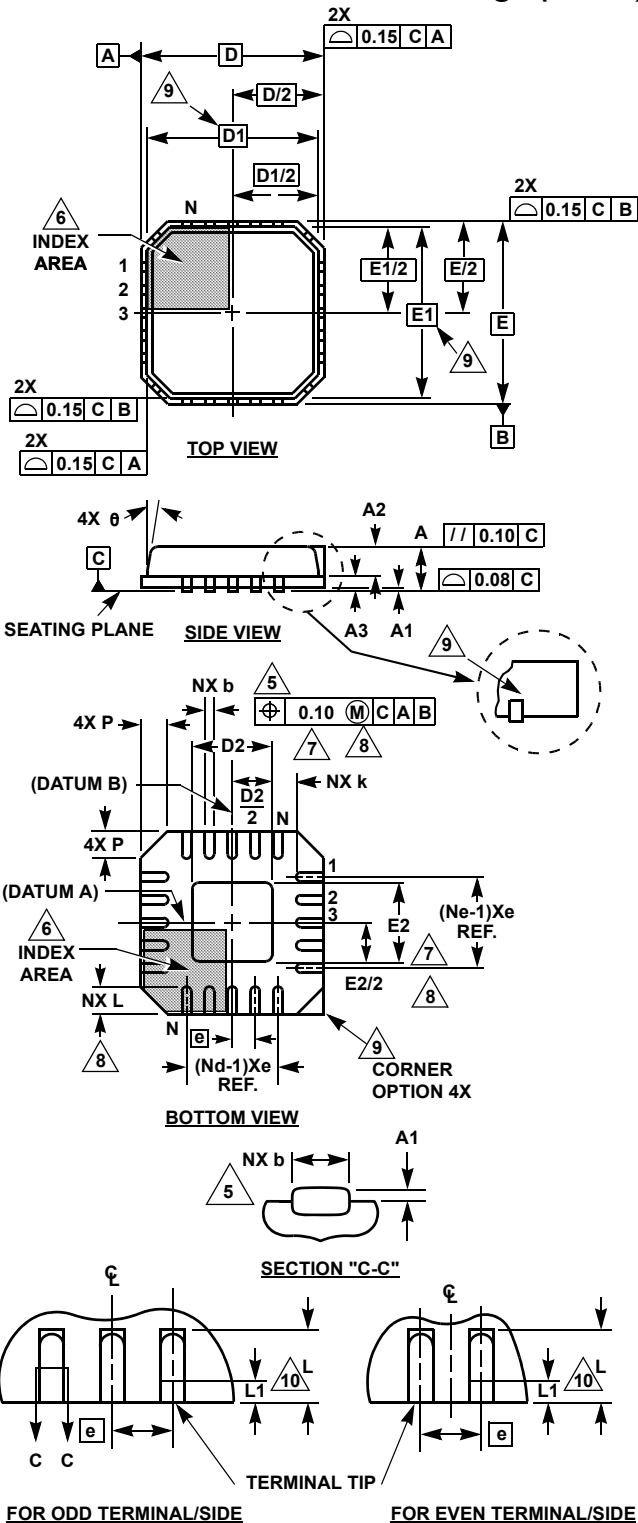 2X
0.15 C A
A
D
D/2
9
D1
D1/2
2X
0.15 C B
6
INDEX
AREA
N
1
2
3
E1/2
E/2
E1
E
9
2X
0.15 C B
2X
0.15 C A
B
TOP VIEW
4X θ
A2
A
// 0.10 C
C
0.08 C
SEATING PLANE
SIDE VIEW
A3
A1
9
5
NX b
0.10 M C A B
4X P
D2
7
8
(DATUM B)
D2
2
N
NX k
4X P
1
2
3
(DATUM A)
(Ne-1)Xe
REF.
E2
6
INDEX
AREA
7
E2/2
8
NX L
N
8
e
9
(Nd-1)Xe
REF.
CORNER
OPTION 4X
BOTTOM VIEW
A1
NX b
5
SECTION "C-C"
℄
℄
L
10
L1
L
10
L1
e
e
C C
TERMINAL TIP
FOR ODD TERMINAL/SIDE
FOR EVEN TERMINAL/SIDE